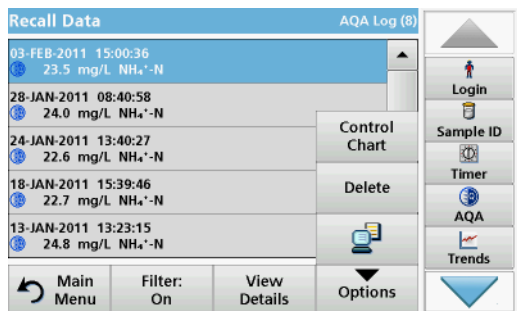 Recall Data AQA Log (8)
03-FEB-2011 15:00:36
23.5 mg/L NH₄⁺-N
28-JAN-2011 08:40:58
24.0 mg/L NH₄⁺-N
24-JAN-2011 13:40:27
22.6 mg/L NH₄⁺-N
18-JAN-2011 15:39:46
22.7 mg/L NH₄⁺-N
13-JAN-2011 13:23:15
24.8 mg/L NH₄⁺-N
Control
Chart
Delete
Main
Menu
Filter:
On
View
Details
Options
Login
Sample ID
Timer
AQA
Trends